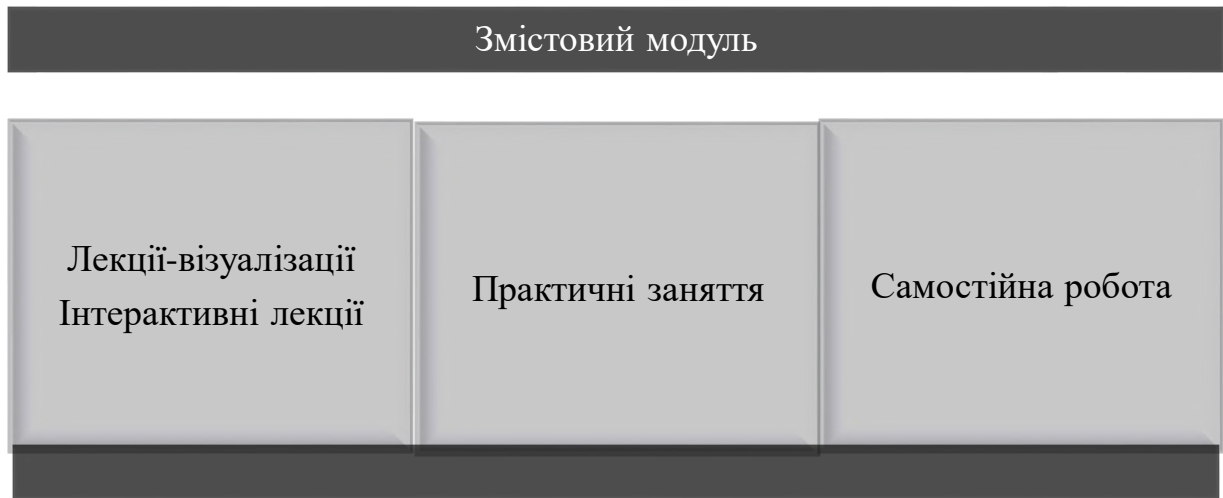 Змістовий модуль
Лекції-візуалізації
Інтерактивні лекції
Практичні заняття
Самостійна робота